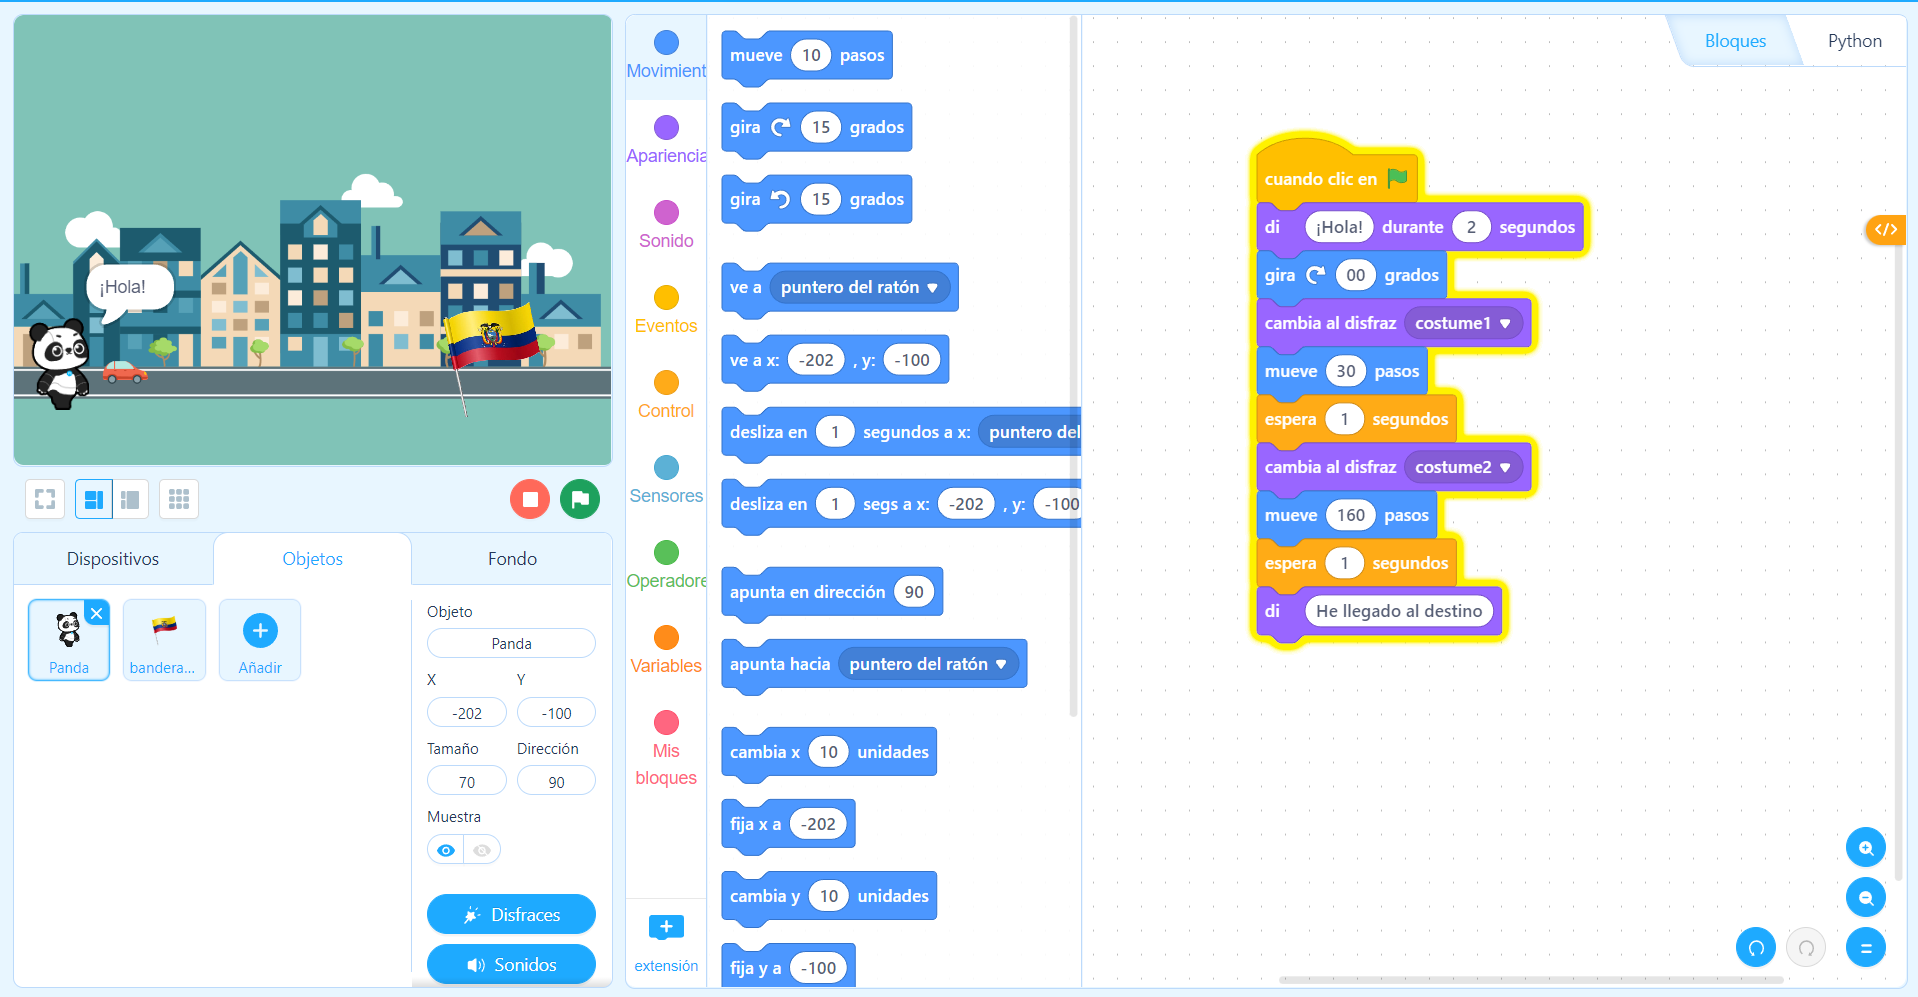 ¡Hola!
Dispositivos
Objetos
Fondo
Panda
bandera...
Añadir
Objeto
Panda
X
Y
-202
-100
Tamaño
Dirección
70
90
Muestra
Disfraces
Sonidos
Movimient
Apariencia
Sonido
Eventos
Control
Sensores
Operadore
Variables
Mis
bloques
extensión
mueve 10 pasos
gira 15 grados
gira 15 grados
ve a puntero del ratón
ve a x: -202 , y: -100
desliza en 1 segundos a x: puntero del
desliza en 1 segs a x: -202 , y: -100
apunta en dirección 90
apunta hacia puntero del ratón
cambia x 10 unidades
fija x a -202
cambia y 10 unidades
fija y a -100
Bloques
Python
</>
cuando clic en
di ¡Hola! durante 2 segundos
gira 00 grados
cambia al disfraz costume1
mueve 30 pasos
espera 1 segundos
cambia al disfraz costume2
mueve 160 pasos
espera 1 segundos
di He llegado al destino